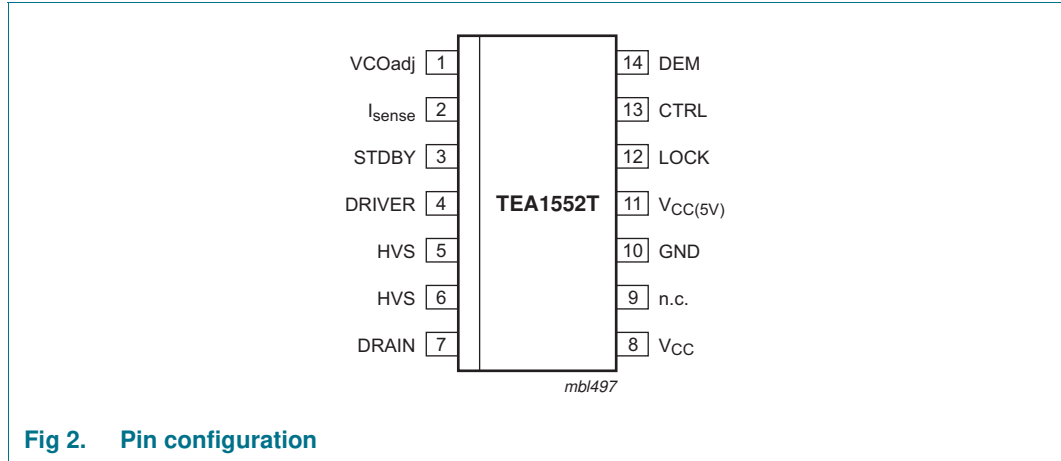 VCOadj 1 14 DEM
Isense 2 13 CTRL
STDBY 3 12 LOCK
DRIVER 4 TEA1552T 11 VCC(5V)
HVS 5 10 GND
HVS 6 9 n.c.
DRAIN 7 8 VCC
mbl497
Fig 2. Pin configuration